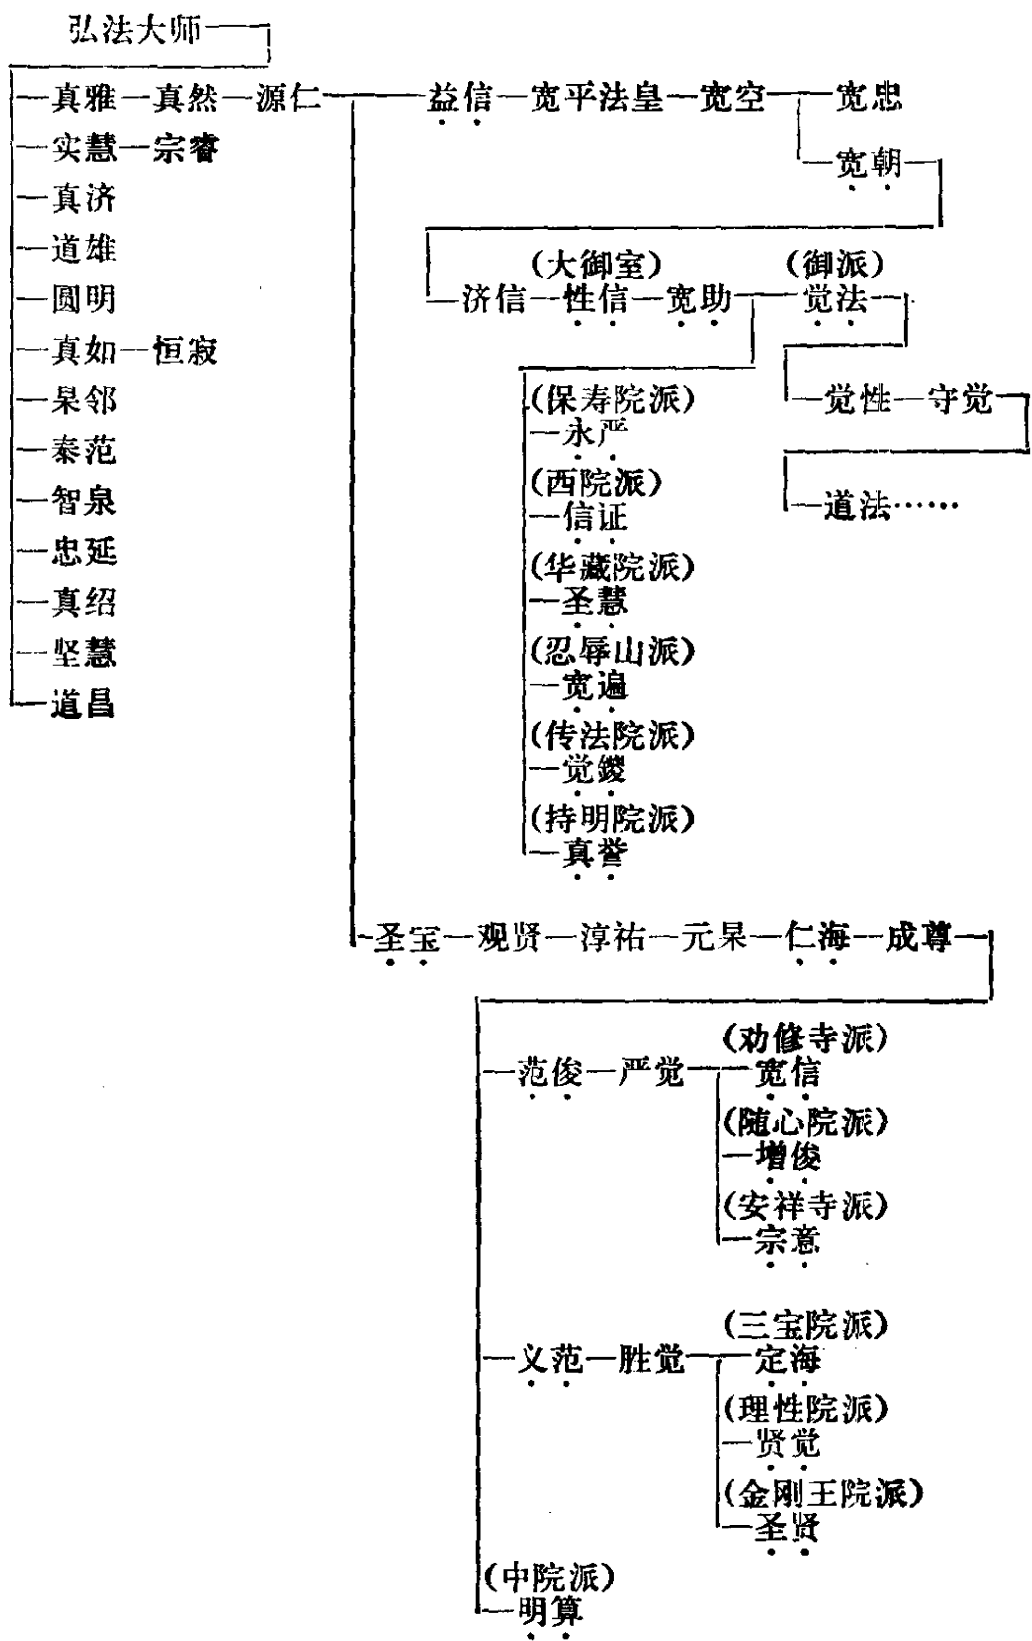 弘法大师
真雅—真然—源仁—益信—宽平法皇—宽空—宽忠
实慧—宗睿
宽朝
真济
道雄
(大御室) (御派)
圆明
济信—性信—宽助—觉法
真如—恒寂
杲邻
(保寿院派)
觉性—守觉
永严
泰范
(西院派)
智泉
信证
道法……
忠延
(华藏院派)
真绍
圣慧
坚慧
(忍辱山派)
道昌
宽遍
(传法院派)
觉鑁
(持明院派)
真誉
圣宝—观贤—淳祐—元杲—仁海—成尊
(劝修寺派)
范俊—严觉—宽信
(随心院派)
增俊
(安祥寺派)
宗意
(三宝院派)
义范—胜觉—定海
(理性院派)
贤觉
(金刚王院派)
圣贤
(中院派)
明算